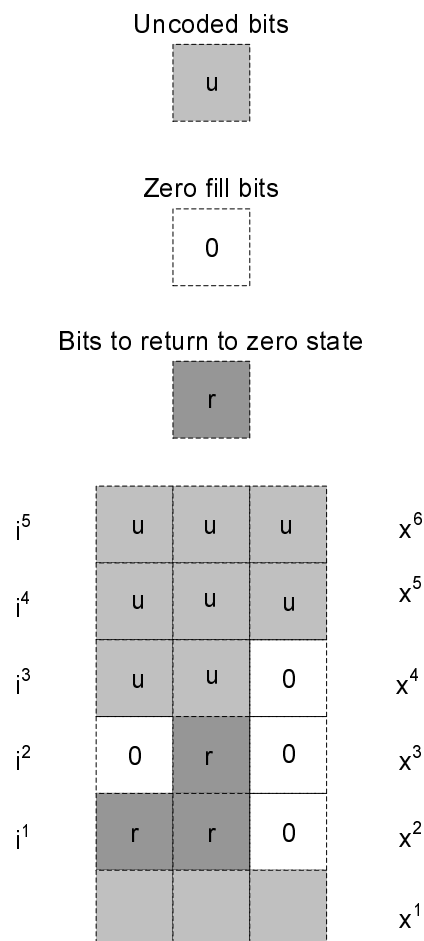 Uncoded bits
u
Zero fill bits
0
Bits to return to zero state
r
i⁵ u u u x⁶
i⁴ u u u x⁵
i³ u u 0 x⁴
i² 0 r 0 x³
i¹ r r 0 x²
x¹